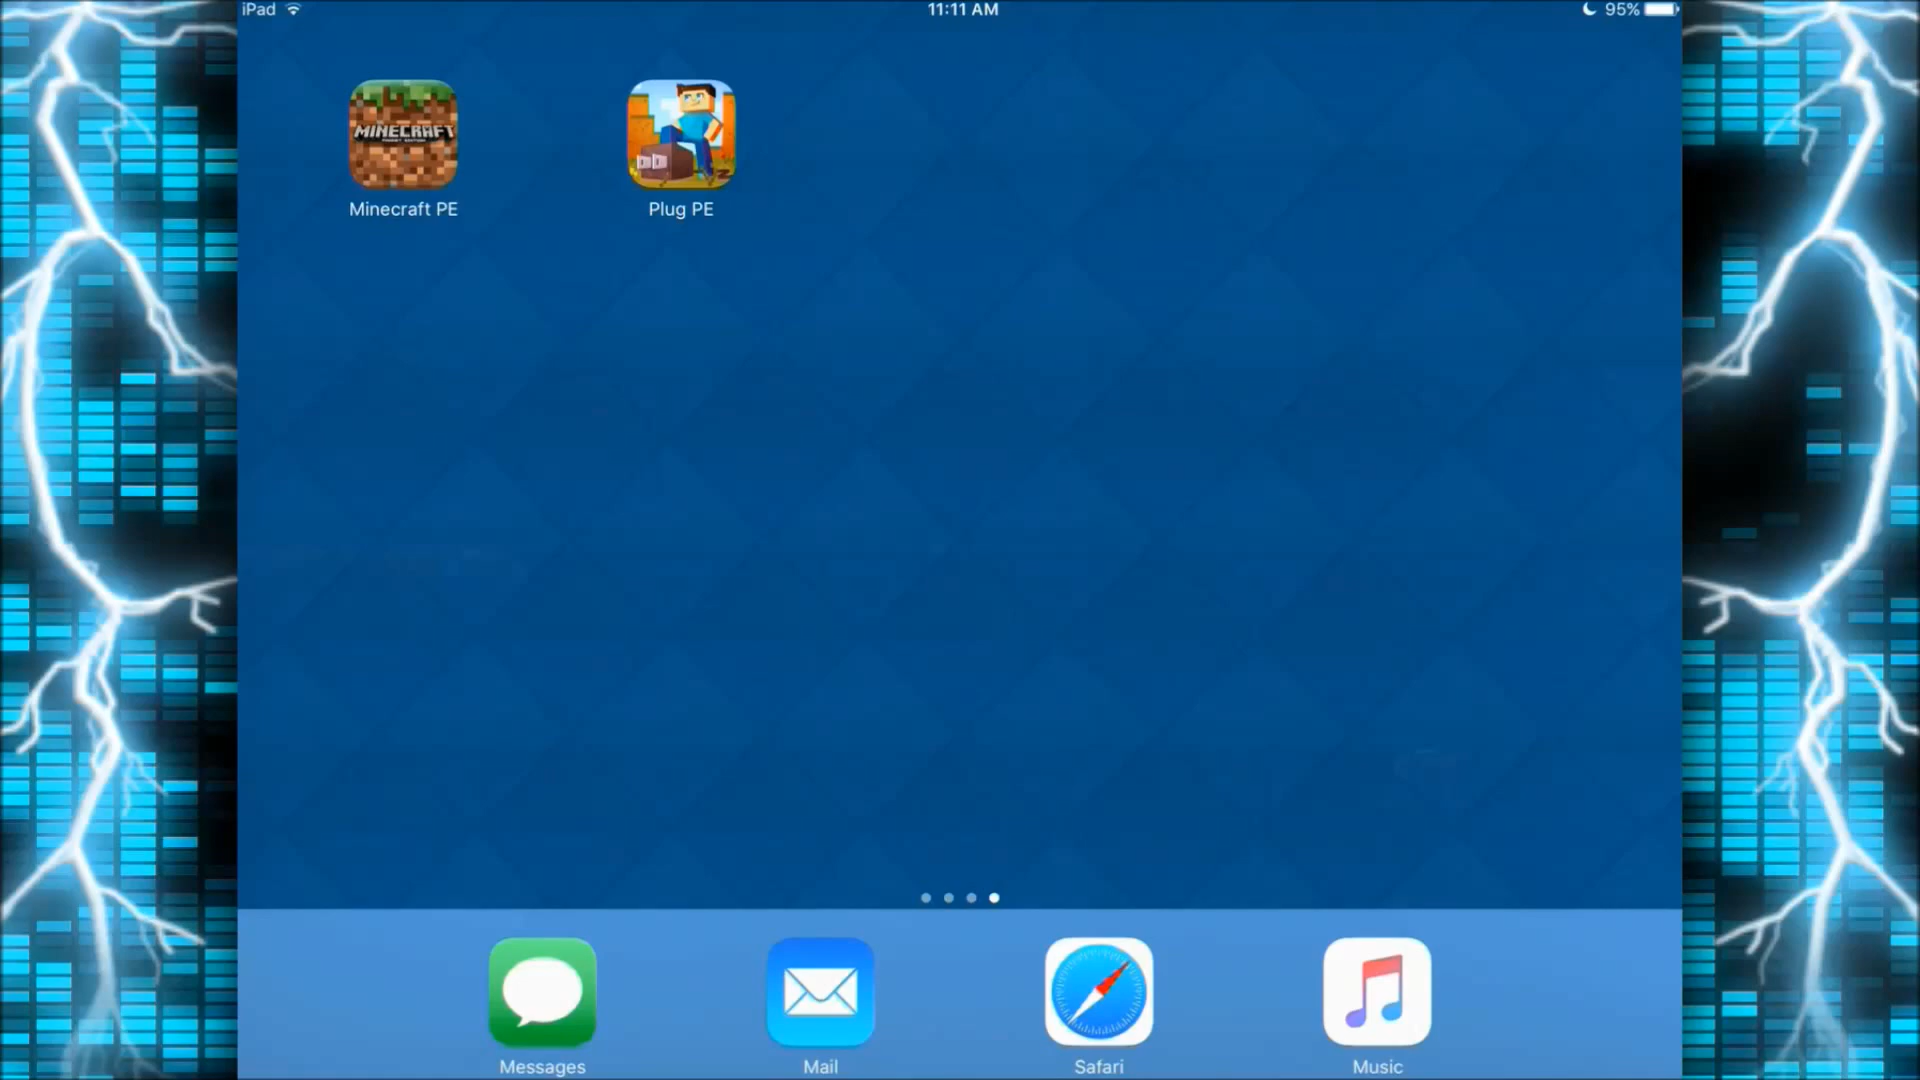 iPad
11:11 AM
95%
MINECRAFT
Minecraft PE
Plug PE
Messages
Mail
Safari
Music